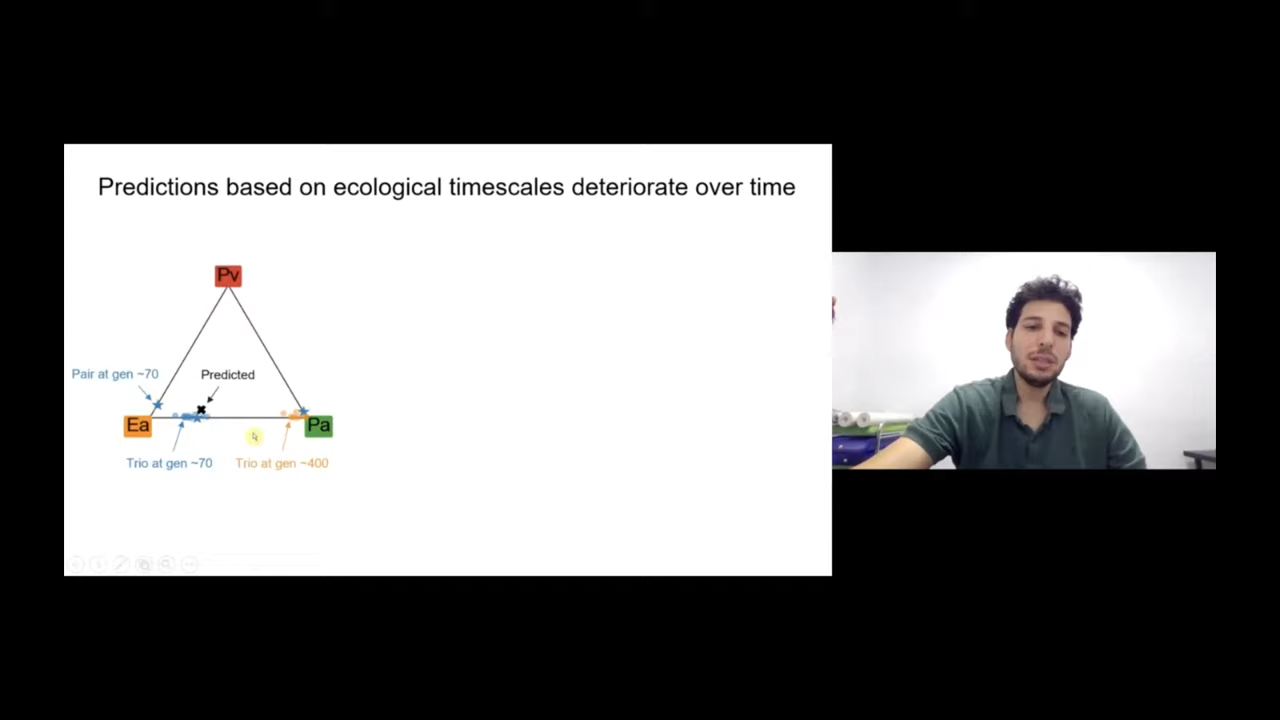 Predictions based on ecological timescales deteriorate over time
Pv
Pair at gen ~70
Predicted
Ea
Pa
Trio at gen ~70
Trio at gen ~400